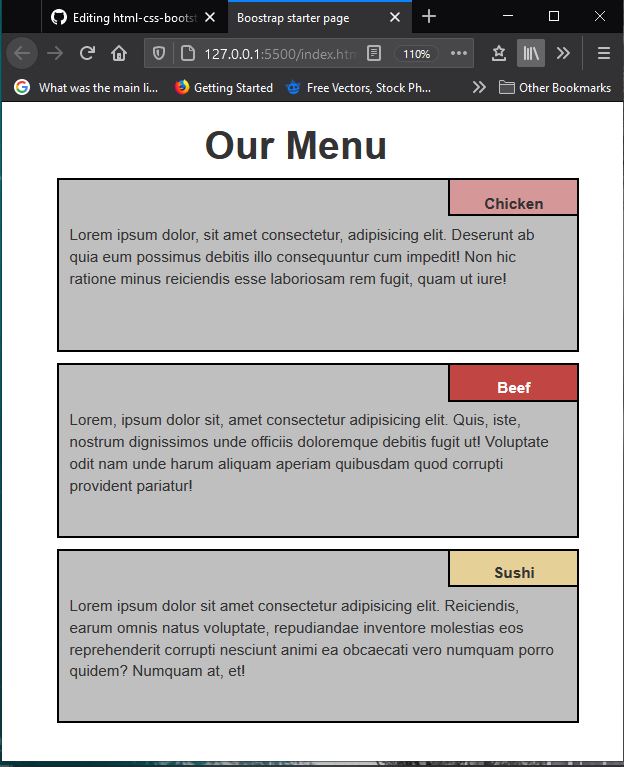 Editing html-css-bootst
Boostrap starter page
127.0.0.1:5500/index.htm
110%
What was the main li...
Getting Started
Free Vectors, Stock Ph...
Other Bookmarks
Our Menu
Chicken
Lorem ipsum dolor, sit amet consectetur, adipisicing elit. Deserunt ab
quia eum possimus debitis illo consequuntur cum impedit! Non hic
ratione minus reiciendis esse laboriosam rem fugit, quam ut iure!
Beef
Lorem, ipsum dolor sit, amet consectetur adipisicing elit. Quis, iste,
nostrum dignissimos unde officiis doloremque debitis fugit ut! Voluptate
odit nam unde harum aliquam aperiam quibusdam quod corrupti
provident pariatur!
Sushi
Lorem ipsum dolor sit amet consectetur adipisicing elit. Reiciendis,
earum omnis natus voluptate, repudiandae inventore molestias eos
reprehenderit corrupti nesciunt animi ea obcaecati vero numquam porro
quidem? Numquam at, et!